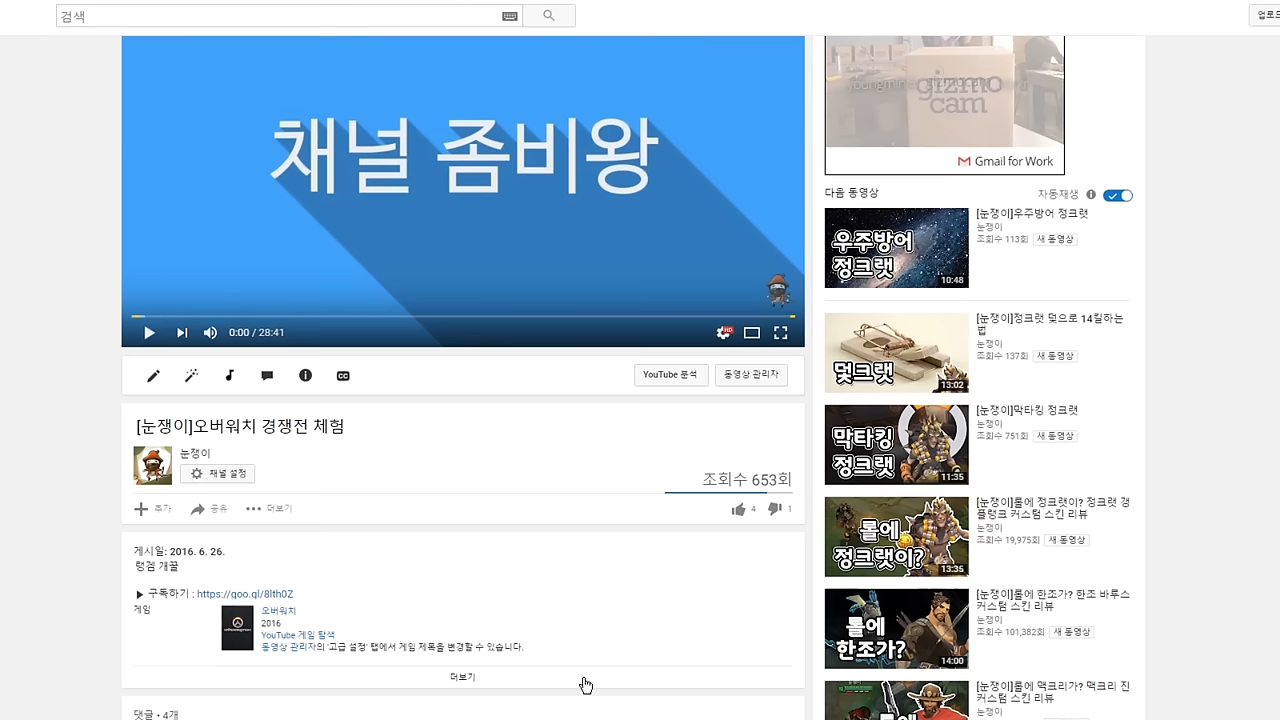 검색
업로드
채널 좀비왕
0:00 / 28:41
HD
YouTube 분석
동영상 관리자
[눈쟁이]오버워치 경쟁전 체험
눈쟁이
채널 설정
조회수 653회
추가
공유
더보기
4
1
게시일: 2016. 6. 26.
랭겜 개꿀
▶ 구독하기 : https://goo.gl/8lth0Z
게임
오버워치
2016
YouTube 게임 탐색
동영상 관리자의 '고급 설정' 탭에서 게임 제목을 변경할 수 있습니다.
더보기
댓글 • 4개
gizmo
cam
Gmail for Work
다음 동영상
자동재생
우주방어
정크랫
10:48
[눈쟁이]우주방어 정크랫
눈쟁이
조회수 113회 새 동영상
덫크랫
13:02
[눈쟁이]정크랫 덫으로 14킬하는
법
눈쟁이
조회수 137회 새 동영상
막타킹
정크랫
11:35
[눈쟁이]막타킹 정크랫
눈쟁이
조회수 751회 새 동영상
롤에
정크랫이?
13:35
[눈쟁이]롤에 정크랫이? 정크랫 갱
플랭크 커스텀 스킨 리뷰
눈쟁이
조회수 19,975회 새 동영상
롤에
한조가?
14:00
[눈쟁이]롤에 한조가? 한조 바루스
커스텀 스킨 리뷰
눈쟁이
조회수 101,382회 새 동영상
롤에
[눈쟁이]롤에 맥크리가? 맥크리 진
커스텀 스킨 리뷰
눈쟁이